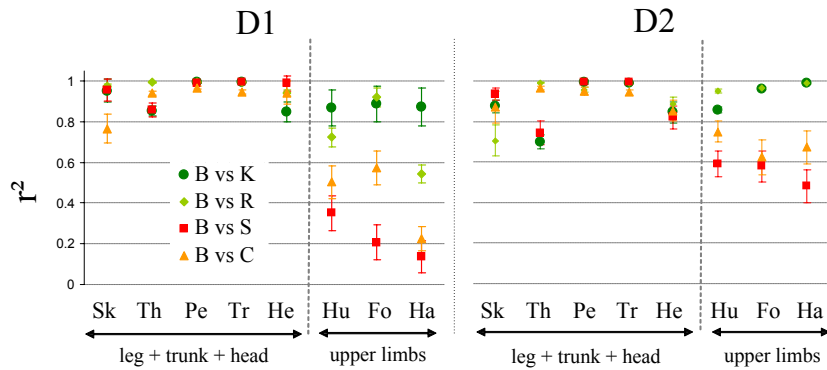 D1 D2
1
0.8
0.6
0.4
0.2
0
r-2
B vs K
B vs R
B vs S
B vs C
Sk Th Pe Tr He Hu Fo Ha Sk Th Pe Tr He Hu Fo Ha
leg + trunk + head upper limbs leg + trunk + head upper limbs